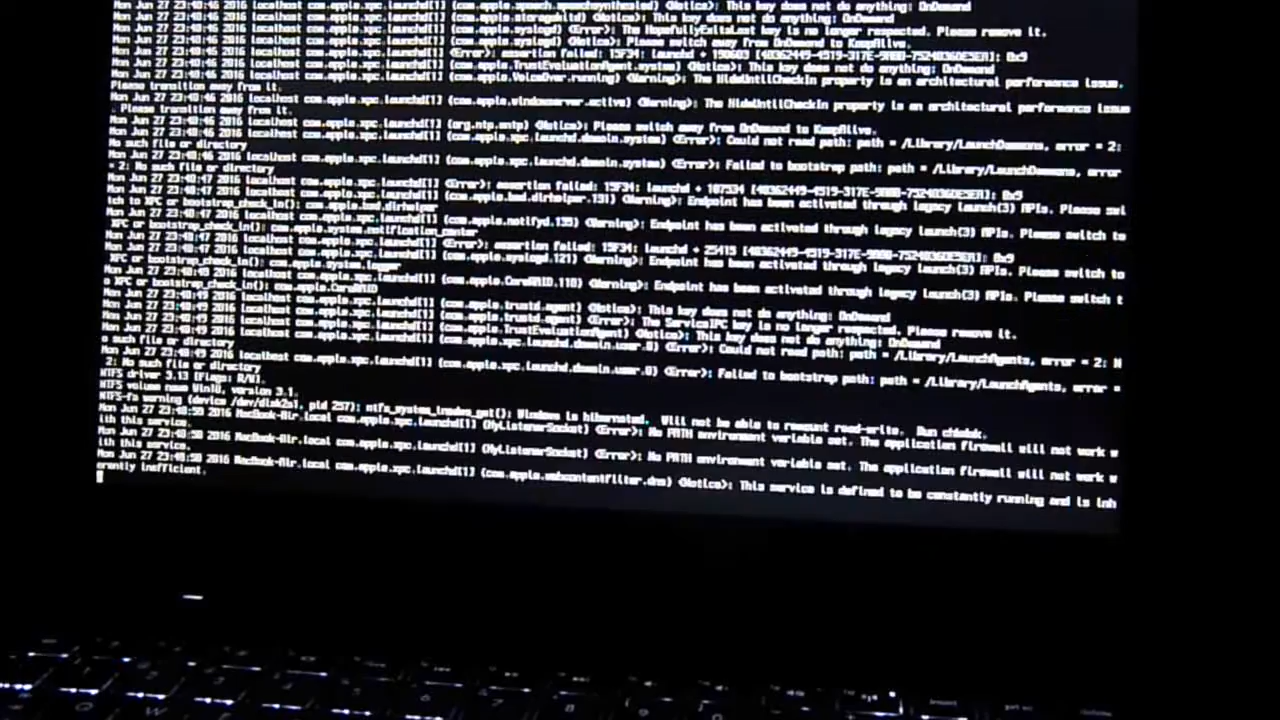 Mon Jun 27 23:48:46 2016 localhost com.apple.xpc.launchd[1] (com.apple.speech.speechsynthesisd) <Notice>: This key does not do anything: OnDemand
Mon Jun 27 23:48:46 2016 localhost com.apple.xpc.launchd[1] (com.apple.storagekitd) <Notice>: This key does not do anything: OnDemand
Mon Jun 27 23:48:46 2016 localhost com.apple.xpc.launchd[1] (com.apple.syslogd) <Error>: The HopefullyExitsLast key is no longer respected. Please remove it.
Mon Jun 27 23:48:46 2016 localhost com.apple.xpc.launchd[1] (com.apple.syslogd) <Notice>: Please switch away from OnDemand to KeepAlive.
Mon Jun 27 23:48:46 2016 localhost com.apple.xpc.launchd[1] <Error>: assertion failed: 15F34: launchd + : 0x9
Mon Jun 27 23:48:46 2016 localhost com.apple.xpc.launchd[1] (com.apple.TrustEvaluationAgent.system) <Notice>: This key does not do anything: OnDemand
Mon Jun 27 23:48:46 2016 localhost com.apple.xpc.launchd[1] (com.apple.VoiceOver.running) <Warning>: The HideUntilCheckIn property is an architectural performance issue.
Please transition away from it.
Mon Jun 27 23:48:46 2016 localhost com.apple.xpc.launchd[1] (com.apple.windowserver.active) <Warning>: The HideUntilCheckIn property is an architectural performance issue
. Please transition away from it.
Mon Jun 27 23:48:46 2016 localhost com.apple.xpc.launchd[1] (org.ntp.sntp) <Notice>: Please switch away from OnDemand to KeepAlive.
Mon Jun 27 23:48:46 2016 localhost com.apple.xpc.launchd[1] (com.apple.xpc.launchd.domain.system) <Error>: Could not read path: path = /Library/LaunchDaemons, error = 2:
No such file or directory
Mon Jun 27 23:48:46 2016 localhost com.apple.xpc.launchd[1] (com.apple.xpc.launchd.domain.system) <Error>: Failed to bootstrap path: path = /Library/LaunchDaemons, error
= 2: No such file or directory
Mon Jun 27 23:48:47 2016 localhost com.apple.xpc.launchd[1] <Error>: assertion failed: 15F34: launchd + 107534 : 0x9
Mon Jun 27 23:48:47 2016 localhost com.apple.xpc.launchd[1] (com.apple.bsd.dirhelper.131) <Warning>: Endpoint has been activated through legacy launch(3) APIs. Please swi
tch to XPC or bootstrap_check_in(): com.apple.bsd.dirhelper
Mon Jun 27 23:48:47 2016 localhost com.apple.xpc.launchd[1] (com.apple.notifyd.135) <Warning>: Endpoint has been activated through legacy launch(3) APIs. Please switch to
XPC or bootstrap_check_in(): com.apple.system.notification_center
Mon Jun 27 23:48:47 2016 localhost com.apple.xpc.launchd[1] <Error>: assertion failed: 15F34: launchd + 25415 : 0x9
Mon Jun 27 23:48:47 2016 localhost com.apple.xpc.launchd[1] (com.apple.syslogd.121) <Warning>: Endpoint has been activated through legacy launch(3) APIs. Please switch to
XPC or bootstrap_check_in(): com.apple.system.logger
Mon Jun 27 23:48:48 2016 localhost com.apple.xpc.launchd[1] (com.apple.CoreRAID.118) <Warning>: Endpoint has been activated through legacy launch(3) APIs. Please switch t
o XPC or bootstrap_check_in(): com.apple.CoreRAID
Mon Jun 27 23:48:49 2016 localhost com.apple.xpc.launchd[1] (com.apple.trustd.agent) <Notice>: This key does not do anything: OnDemand
Mon Jun 27 23:48:49 2016 localhost com.apple.xpc.launchd[1] (com.apple.trustd.agent) <Error>: The ServiceIPC key is no longer respected. Please remove it.
Mon Jun 27 23:48:49 2016 localhost com.apple.xpc.launchd[1] (com.apple.TrustEvaluationAgent) <Notice>: This key does not do anything: OnDemand
Mon Jun 27 23:48:49 2016 localhost com.apple.xpc.launchd[1] (com.apple.xpc.launchd.domain.user.0) <Error>: Could not read path: path = /Library/LaunchAgents, error = 2: N
o such file or directory
Mon Jun 27 23:48:49 2016 localhost com.apple.xpc.launchd[1] (com.apple.xpc.launchd.domain.user.0) <Error>: Failed to bootstrap path: path = /Library/LaunchAgents, error =
2: No such file or directory
NTFS driver 3.13 [Flags: R/W].
NTFS volume name Win10, version 3.1.
NTFS-fs warning (device /dev/disk2s1, pid 257): ntfs_system_inodes_get(): Windows is hibernated. Will not be able to remount read-write. Run chkdsk.
Mon Jun 27 23:48:50 2016 MacBook-Air.local com.apple.xpc.launchd[1] (MyListenerSocket) <Error>: No PATH environment variable set. The application firewall will not work w
ith this service.
Mon Jun 27 23:48:50 2016 MacBook-Air.local com.apple.xpc.launchd[1] (MyListenerSocket) <Error>: No PATH environment variable set. The application firewall will not work w
ith this service.
Mon Jun 27 23:48:50 2016 MacBook-Air.local com.apple.xpc.launchd[1] (com.apple.webcontentfilter.dns) <Notice>: This service is defined to be constantly running and is inh
erently inefficient.